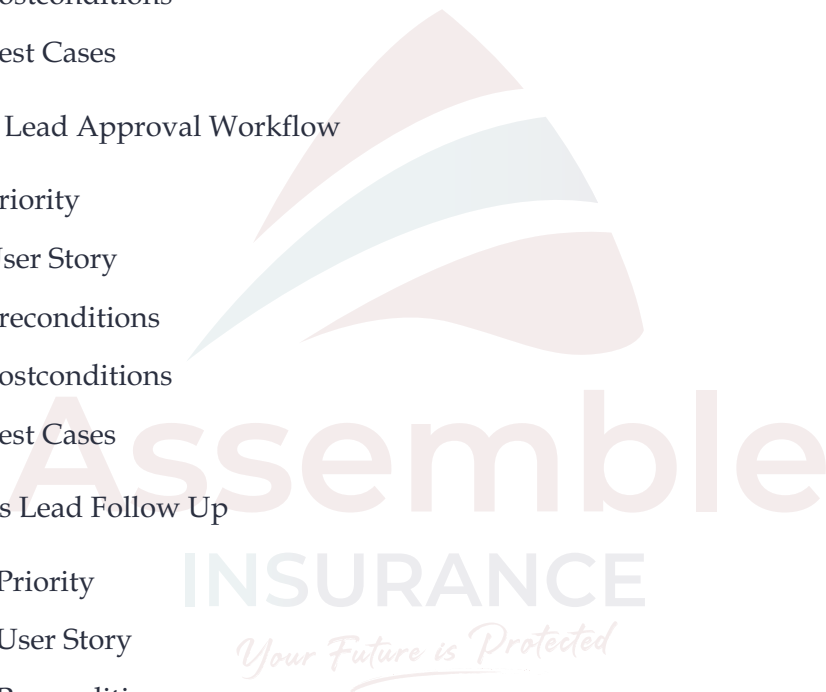 ostconditions
est Cases
Lead Approval Workflow
riority
ser Story
reconditions
ostconditions
est Cases
Assemble
s Lead Follow Up
INSURANCE
Priority
User Story
Your Future is Protected